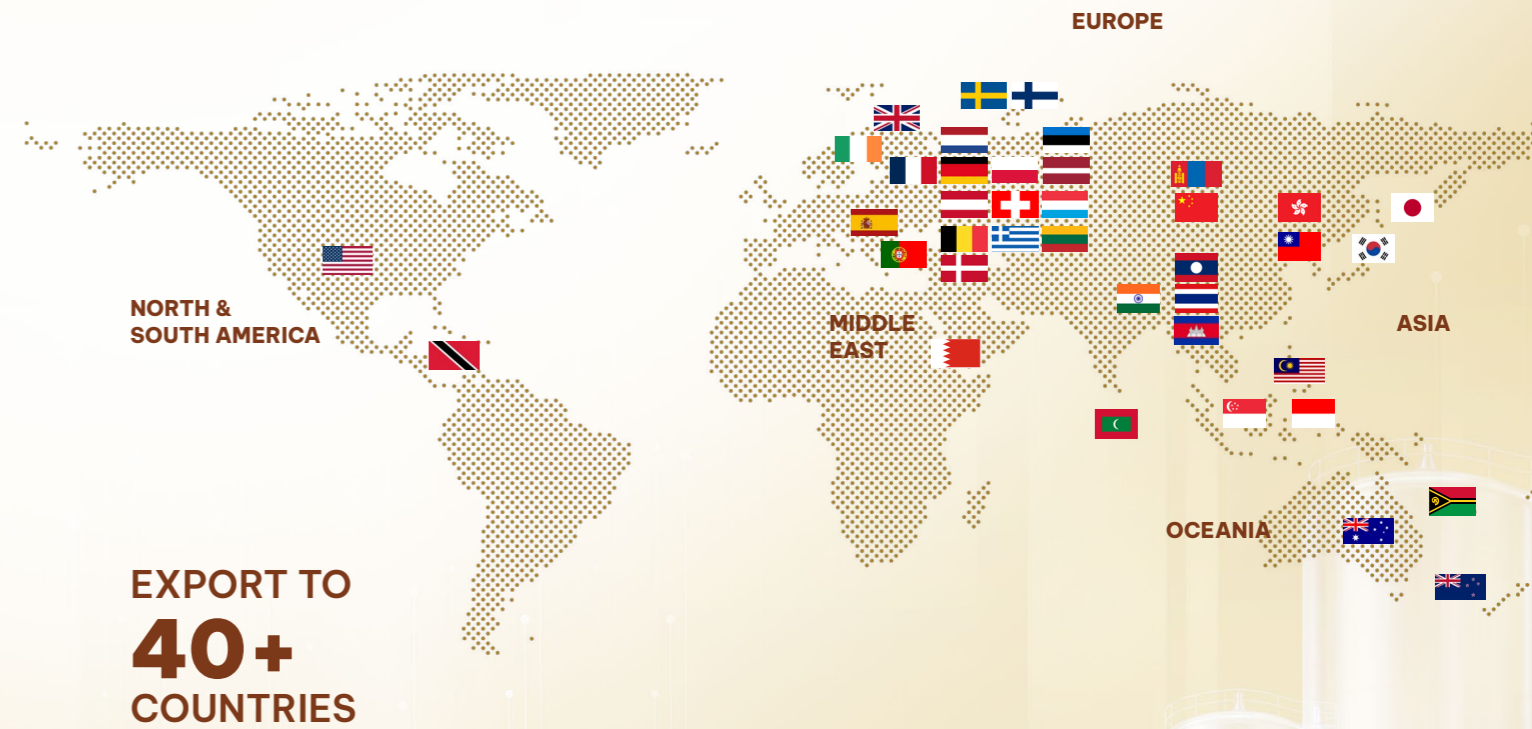 EUROPE
NORTH &
SOUTH AMERICA
MIDDLE
EAST
ASIA
OCEANIA
EXPORT TO
40+
COUNTRIES